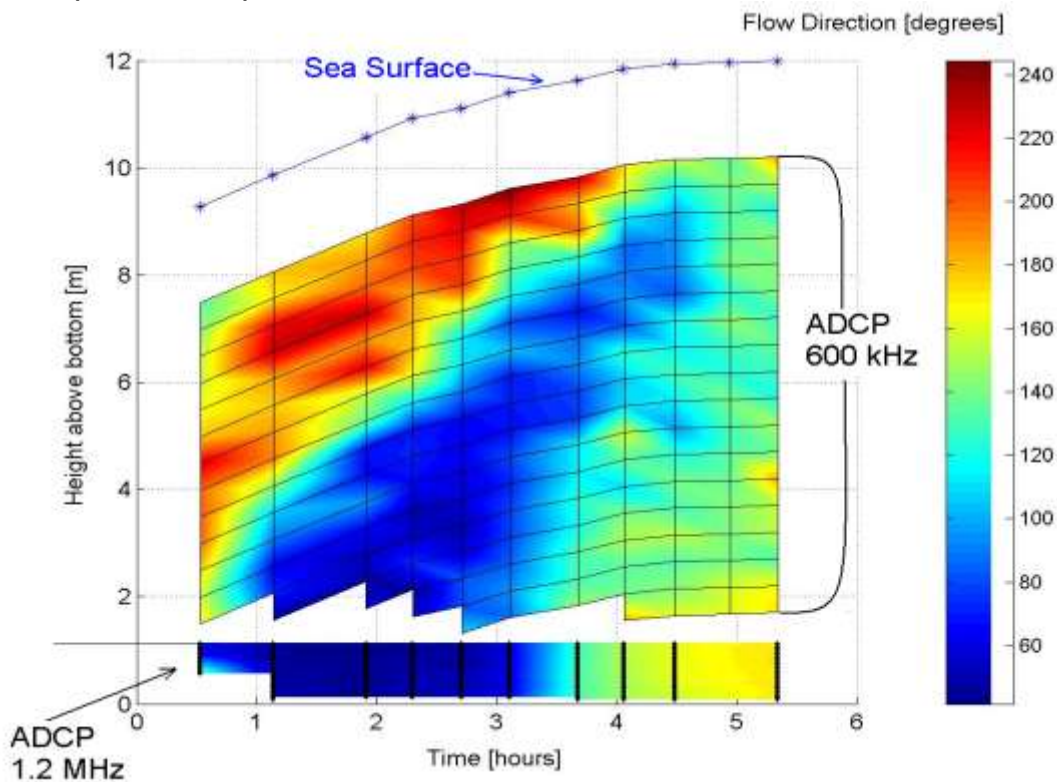 Flow Direction [degrees]
Sea Surface
12
10
8
6
4
2
0
Height above bottom [m]
0 1 2 3 4 5 6
Time [hours]
ADCP
600 kHz
ADCP
1.2 MHz
240
220
200
180
160
140
120
100
80
60